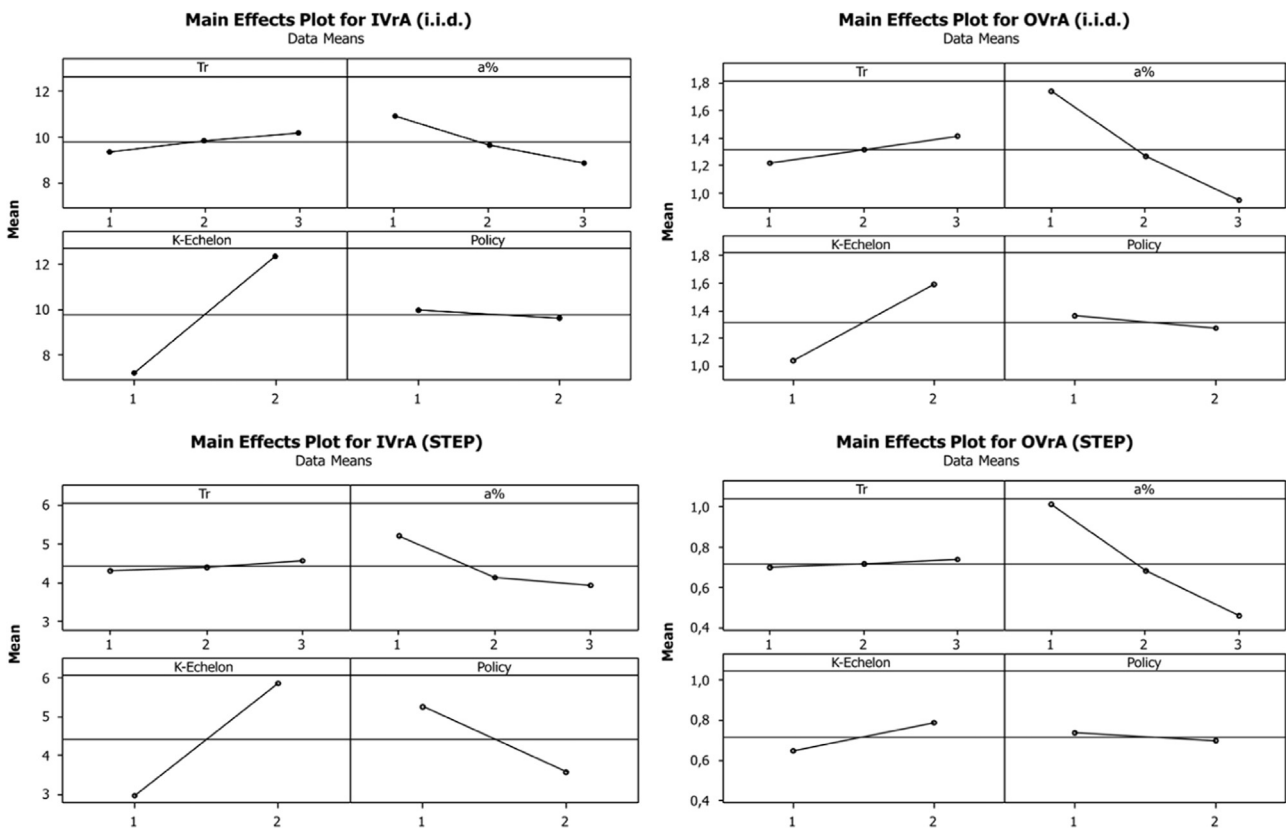 Main Effects Plot for IVrA (i.i.d.)
Data Means
Tr a%
12
10
8
1 2 3 1 2 3
K-Echelon Policy
12
10
8
1 2 1 2
Mean
Main Effects Plot for OVrA (i.i.d.)
Data Means
Tr a%
1,8
1,6
1,4
1,2
1,0
1 2 3 1 2 3
K-Echelon Policy
1,8
1,6
1,4
1,2
1,0
1 2 1 2
Mean
Main Effects Plot for IVrA (STEP)
Data Means
Tr a%
6
5
4
3
1 2 3 1 2 3
K-Echelon Policy
6
5
4
3
1 2 1 2
Mean
Main Effects Plot for OVrA (STEP)
Data Means
Tr a%
1,0
0,8
0,6
0,4
1 2 3 1 2 3
K-Echelon Policy
1,0
0,8
0,6
0,4
1 2 1 2
Mean